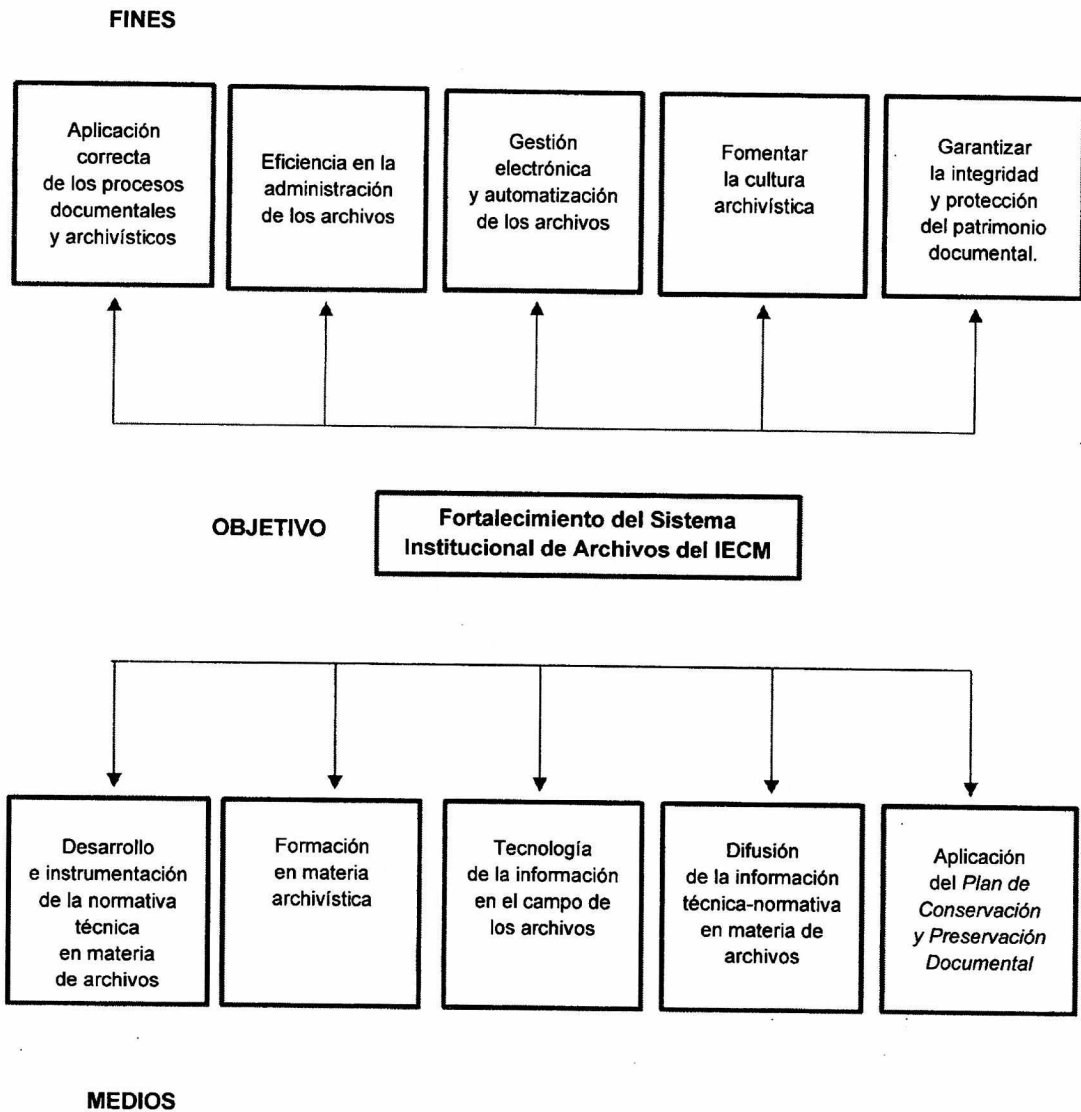 FINES
Aplicación
correcta
de los procesos
documentales
y archivísticos
Eficiencia en la
administración
de los archivos
Gestión
electrónica
y automatización
de los archivos
Fomentar
la cultura
archivística
Garantizar
la integridad
y protección
del patrimonio
documental.
OBJETIVO
Fortalecimiento del Sistema
Institucional de Archivos del IECM
Desarrollo
e instrumentación
de la normativa
técnica
en materia
de archivos
Formación
en materia
archivística
Tecnología
de la información
en el campo de
los archivos
Difusión
de la información
técnica-normativa
en materia de
archivos
Aplicación
del Plan de
Conservación
y Preservación
Documental
MEDIOS